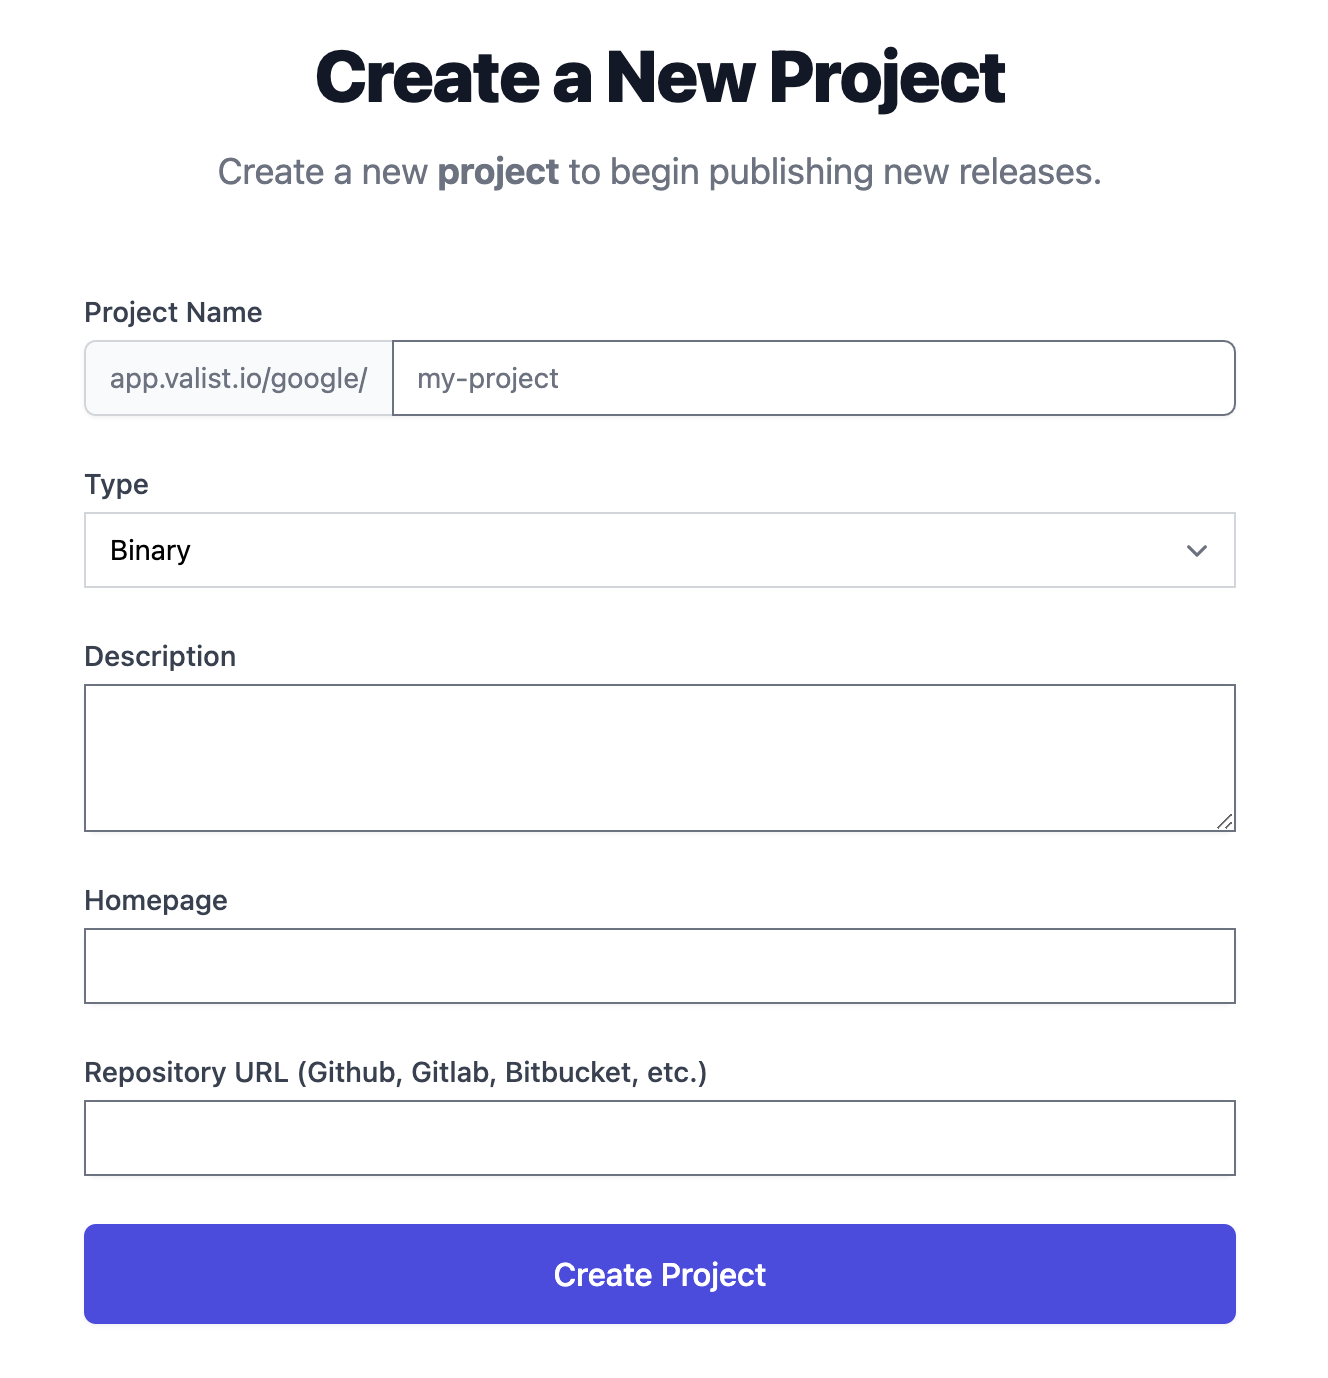 Create a New Project
Create a new project to begin publishing new releases.
Project Name
app.valist.io/google/ my-project
Type
Binary
Description
Homepage
Repository URL (Github, Gitlab, Bitbucket, etc.)
Create Project